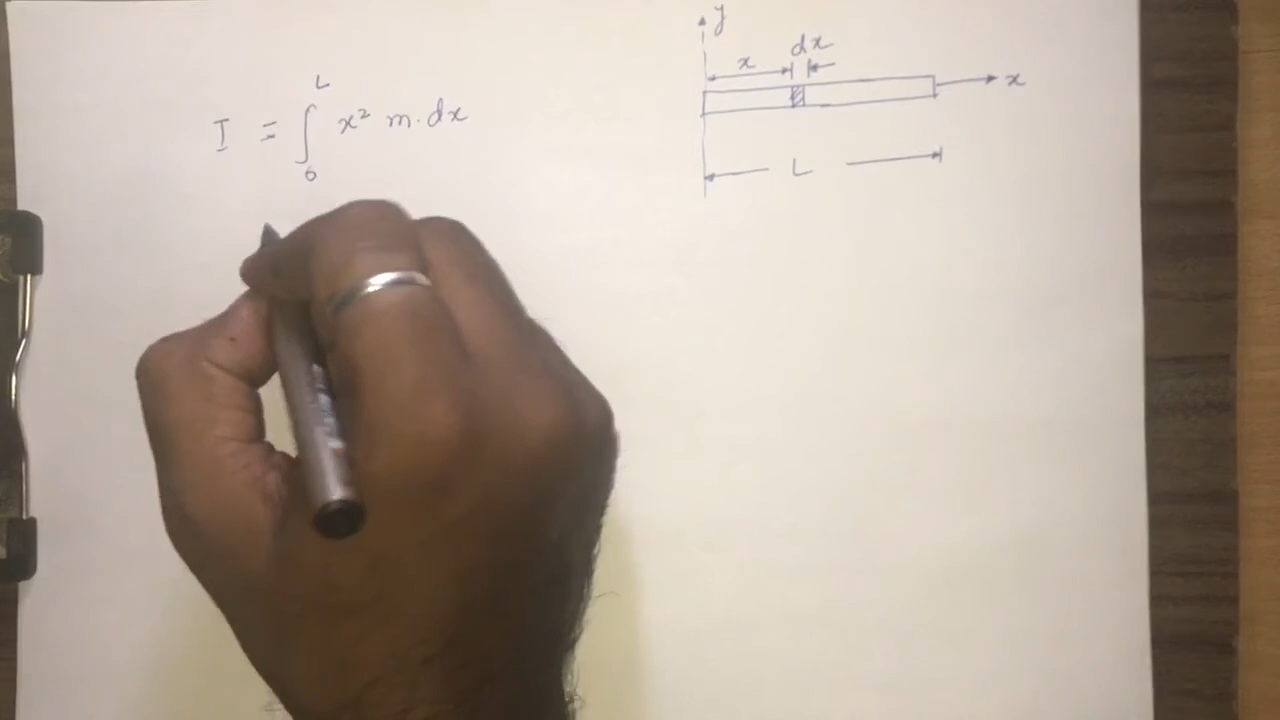 I = ∫₀ᴸ x² m. dx
y
dx
x
x
L